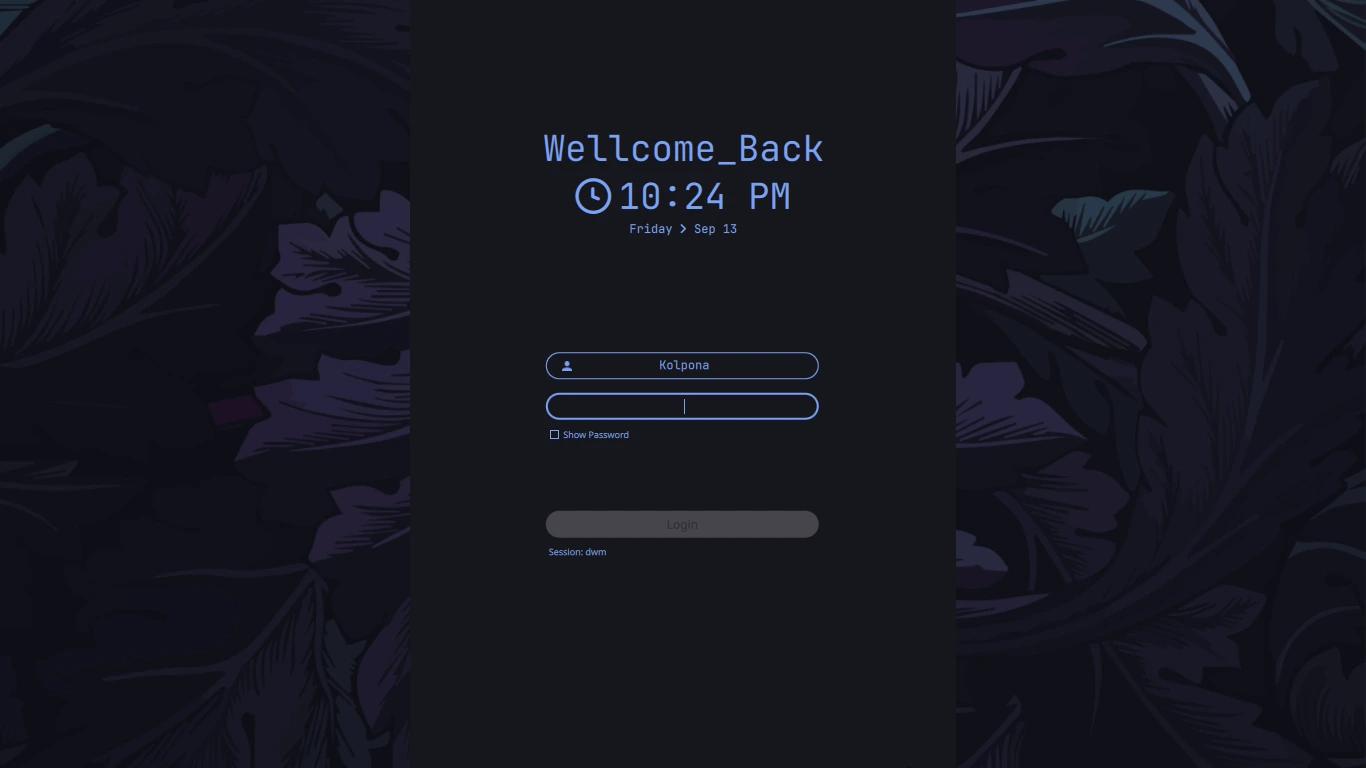 Wellcome_Back
10:24 PM
Friday > Sep 13
Kolpona
Show Password
Login
Session: dwm